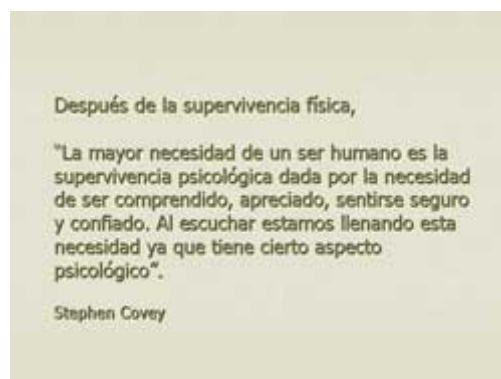 Después de la supervivencia física,
"La mayor necesidad de un ser humano es la
supervivencia psicológica dada por la necesidad
de ser comprendido, apreciado, sentirse seguro
y confiado. Al escuchar estamos llenando esta
necesidad ya que tiene cierto aspecto
psicológico".
Stephen Covey